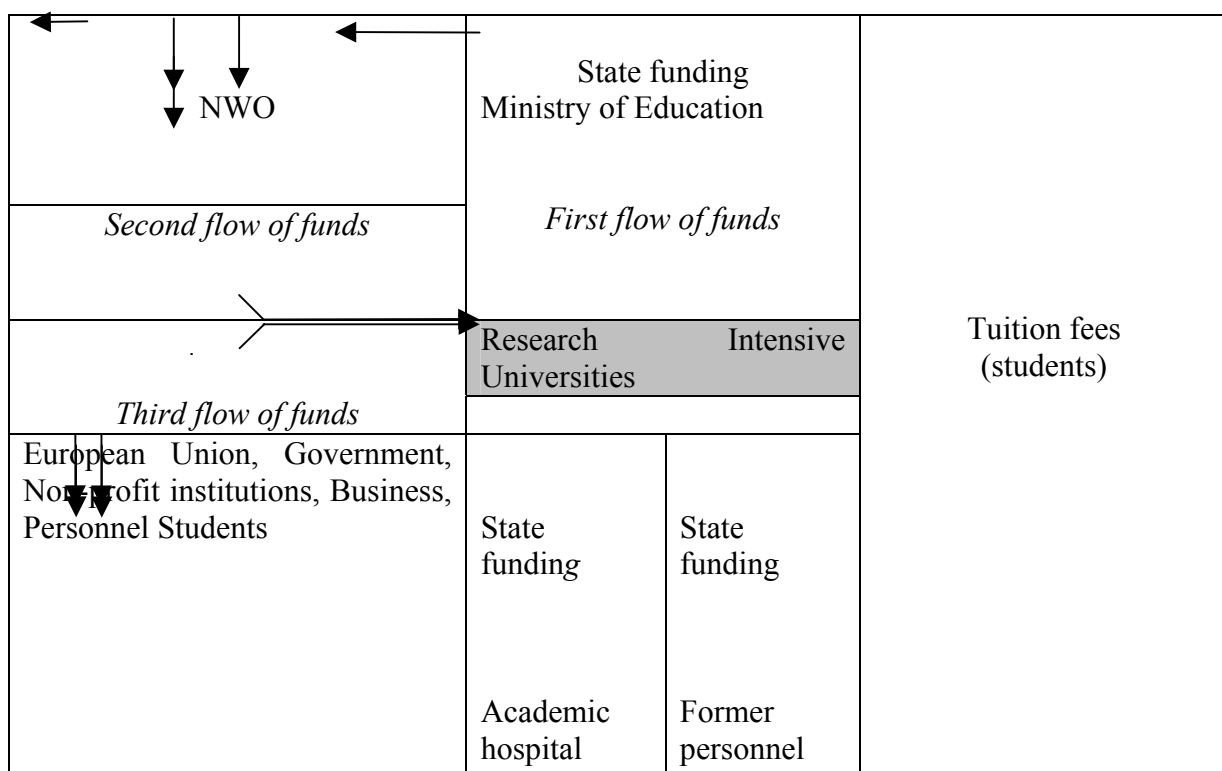 NWO
State funding
Ministry of Education
Second flow of funds
First flow of funds
Tuition fees
(students)
Research Intensive
Universities
Third flow of funds
European Union, Government,
Non-profit institutions, Business,
Personnel Students
State
funding
State
funding
Academic
hospital
Former
personnel